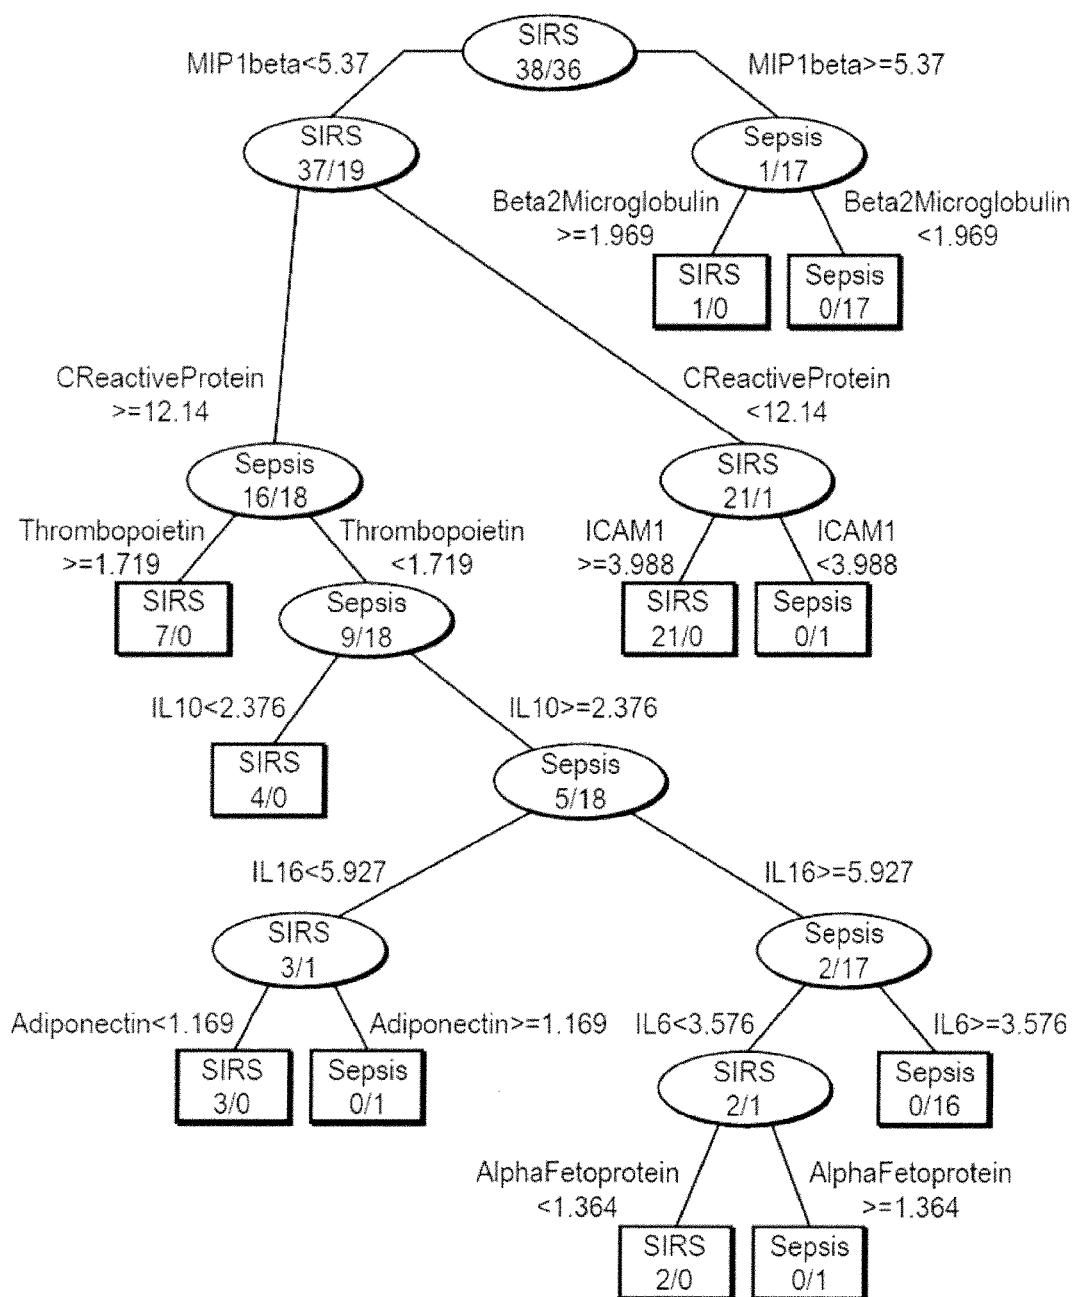 SIRS
38/36
MIP1beta<5.37
MIP1beta>=5.37
SIRS
37/19
Sepsis
1/17
Beta2Microglobulin
>=1.969
Beta2Microglobulin
<1.969
SIRS
1/0
Sepsis
0/17
CReactiveProtein
>=12.14
CReactiveProtein
<12.14
Sepsis
16/18
SIRS
21/1
Thrombopoietin
>=1.719
Thrombopoietin
<1.719
ICAM1
>=3.988
ICAM1
<3.988
SIRS
7/0
Sepsis
9/18
SIRS
21/0
Sepsis
0/1
IL10<2.376
IL10>=2.376
SIRS
4/0
Sepsis
5/18
IL16<5.927
IL16>=5.927
SIRS
3/1
Sepsis
2/17
Adiponectin<1.169
Adiponectin>=1.169
IL6<3.576
IL6>=3.576
SIRS
3/0
Sepsis
0/1
SIRS
2/1
Sepsis
0/16
AlphaFetoprotein
<1.364
AlphaFetoprotein
>=1.364
SIRS
2/0
Sepsis
0/1